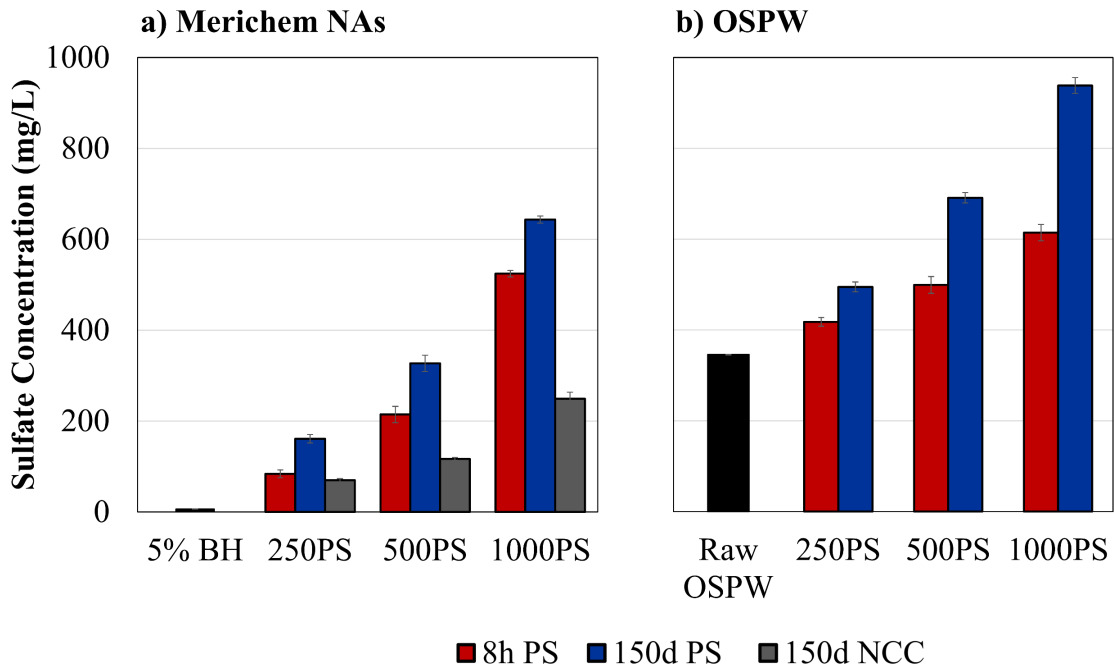 a) Merichem NAs
b) OSPW
Sulfate Concentration (mg/L)
1000
800
600
400
200
0
5% BH 250PS 500PS 1000PS
Raw OSPW 250PS 500PS 1000PS
8h PS 150d PS 150d NCC